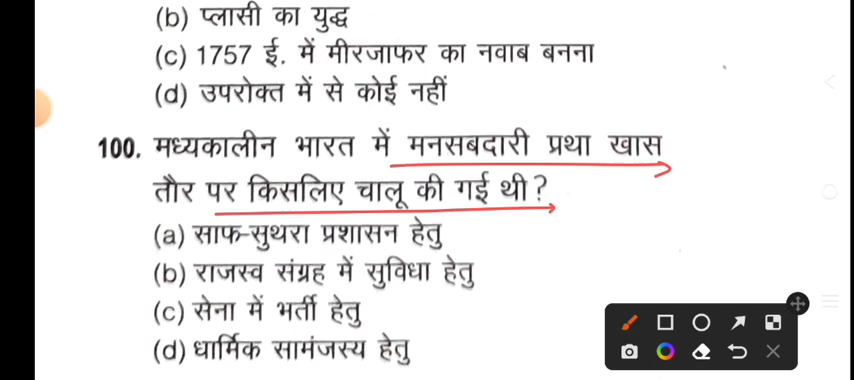 (b) प्लासी का युद्ध
(c) 1757 ई. में मीरजाफर का नवाब बनना
(d) उपरोक्त में से कोई नहीं
100. मध्यकालीन भारत में मनसबदारी प्रथा खास
तौर पर किसलिए चालू की गई थी?
(a) साफ-सुथरा प्रशासन हेतु
(b) राजस्व संग्रह में सुविधा हेतु
(c) सेना में भर्ती हेतु
(d) धार्मिक सामंजस्य हेतु